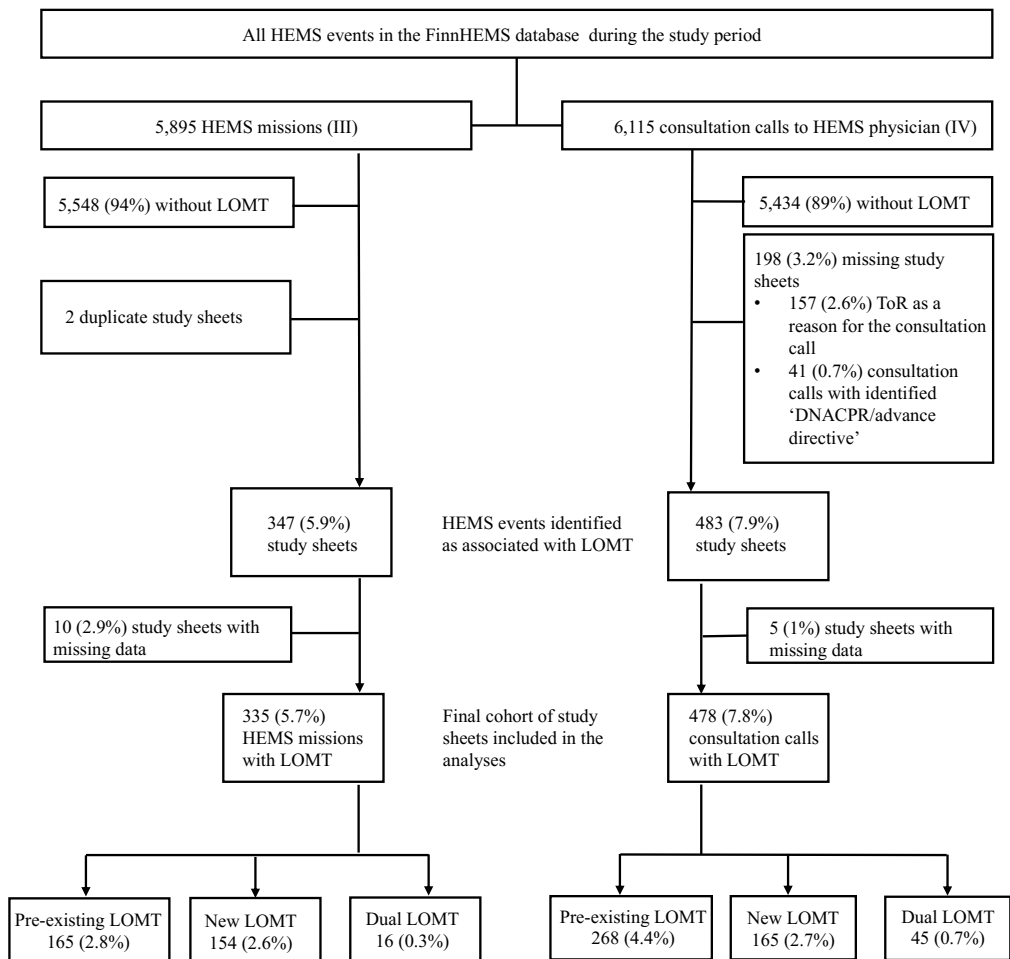 All HEMS events in the FinnHEMS database during the study period
5,895 HEMS missions (III)
6,115 consultation calls to HEMS physician (IV)
5,548 (94%) without LOMT
5,434 (89%) without LOMT
2 duplicate study sheets
198 (3.2%) missing study
sheets
• 157 (2.6%) ToR as a
reason for the consultation
call
• 41 (0.7%) consultation
calls with identified
‘DNACPR/advance
directive’
347 (5.9%)
study sheets
HEMS events identified
as associated with LOMT
483 (7.9%)
study sheets
10 (2.9%) study sheets with
missing data
5 (1%) study sheets with
missing data
335 (5.7%)
HEMS missions
with LOMT
Final cohort of study
sheets included in the
analyses
478 (7.8%)
consultation calls
with LOMT
Pre-existing LOMT
165 (2.8%)
New LOMT
154 (2.6%)
Dual LOMT
16 (0.3%)
Pre-existing LOMT
268 (4.4%)
New LOMT
165 (2.7%)
Dual LOMT
45 (0.7%)